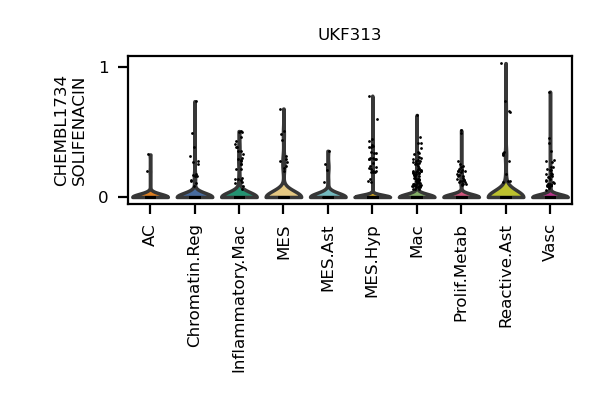 UKF313
CHEMBL1734
SOLIFENACIN
1
0
AC
Chromatin.Reg
Inflammatory.Mac
MES
MES.Ast
MES.Hyp
Mac
Prolif.Metab
Reactive.Ast
Vasc